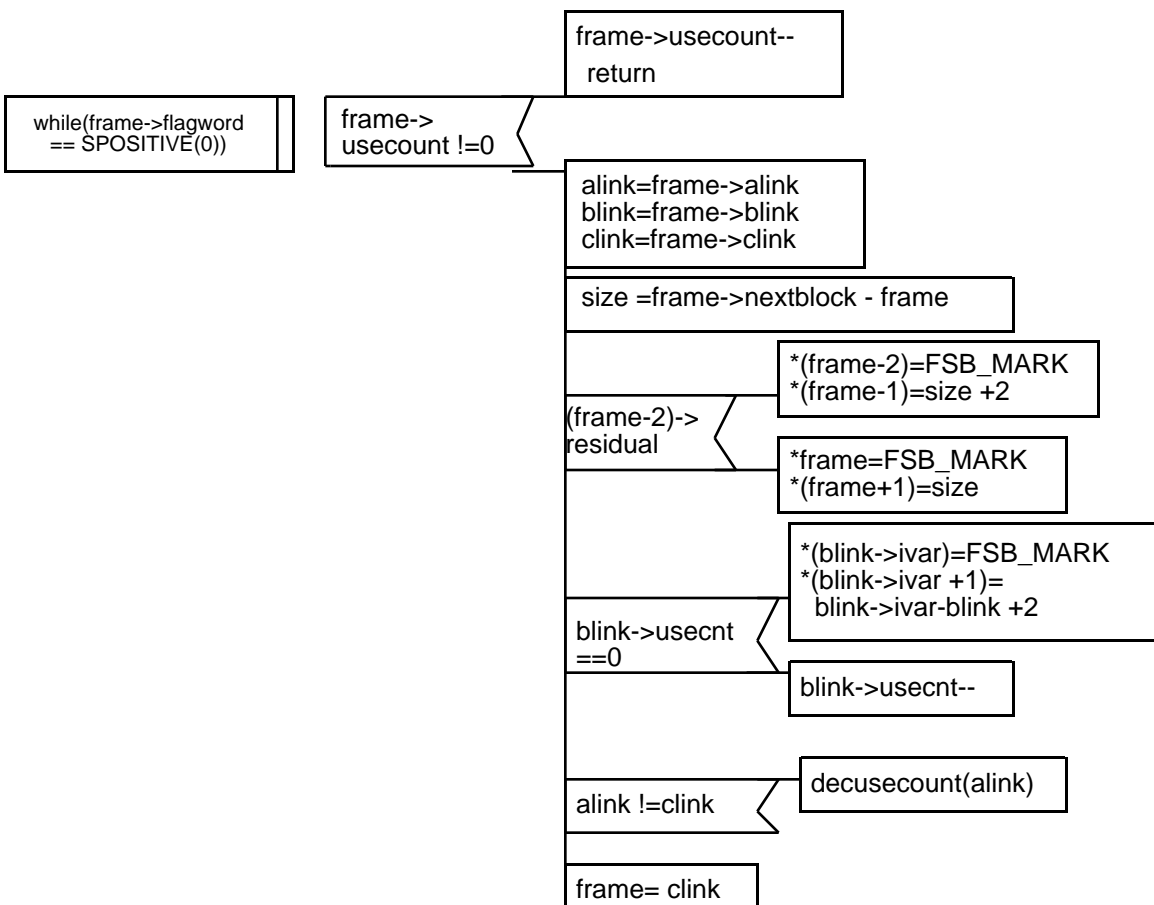 frame->usecount--
return
while(frame->flagword
== SPOSITIVE(0))
frame->
usecount !=0
alink=frame->alink
blink=frame->blink
clink=frame->clink
size =frame->nextblock - frame
*(frame-2)=FSB_MARK
*(frame-1)=size +2
(frame-2)->
residual
*frame=FSB_MARK
*(frame+1)=size
*(blink->ivar)=FSB_MARK
*(blink->ivar +1)=
blink->ivar-blink +2
blink->usecnt
==0
blink->usecnt--
decusecount(alink)
alink !=clink
frame= clink